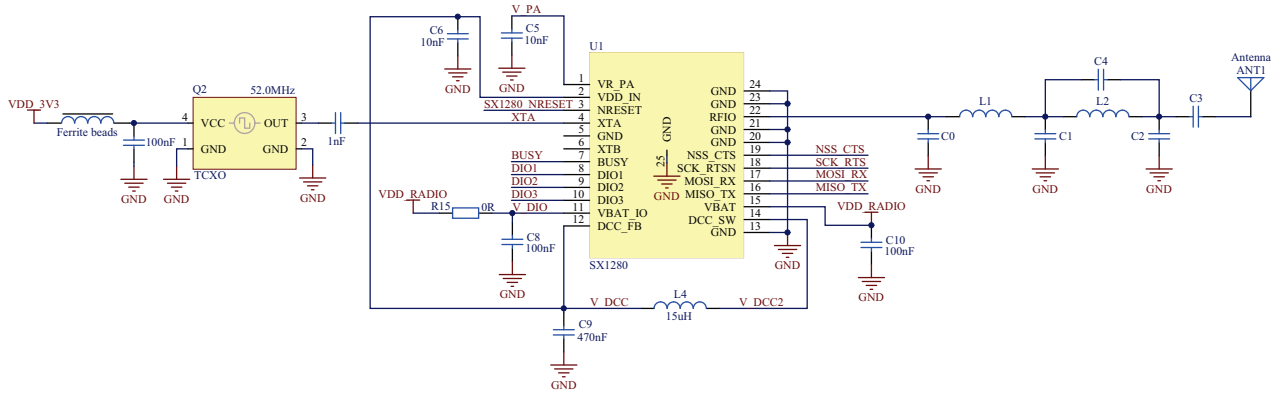 V_PA
C6
10nF
C5
10nF
GND
GND
U1
Antenna
ANT1
C4
Q2 52.0MHz
VDD_3V3
Ferrite beads
100nF
GND
4 VCC OUT 3
1 GND GND 2
TCXO
GND
GND
1nF
1 VR_PA
2 VDD_IN
SX1280_NRESET 3 NRESET
XTA 4 XTA
5 GND
6 XTB
BUSY 7 BUSY
DIO1 8 DIO1
DIO2 9 DIO2
DIO3 10 DIO3
V_DIO 11 VBAT_IO
12 DCC_FB
GND
25
GND
GND 24
GND 23
RFIO 22
GND 21
GND 20
NSS_CTS 19 NSS_CTS
SCK_RTSN 18 SCK_RTS
MOSI_RX 17 MOSI_RX
MISO_TX 16 MISO_TX
VBAT 15
DCC_SW 14
GND 13
SX1280
GND
VDD_RADIO
R15 0R
C8
100nF
GND
VDD_RADIO
C10
100nF
GND
L1
L2
C3
C0
C1
C2
GND
GND
GND
V_DCC
L4
15uH
V_DCC2
C9
470nF
GND